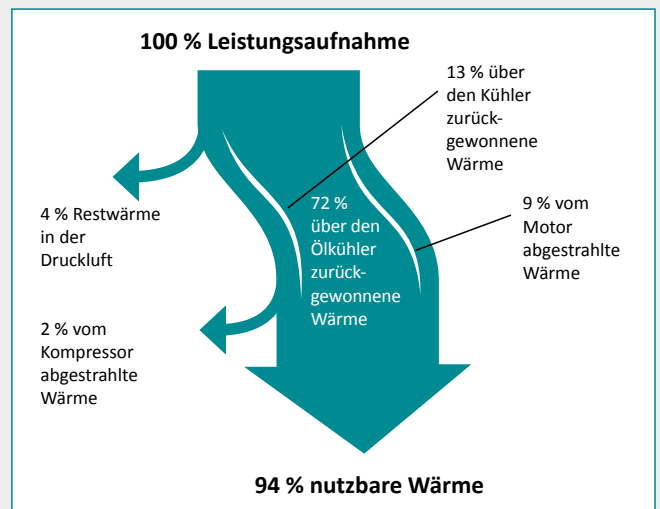 100 % Leistungsaufnahme
13 % über
den Kühler
zurück-
gewonnene
Wärme
4 % Restwärme
in der
Druckluft
72 %
über den
Ölkühler
zurück-
gewonnene
Wärme
9 % vom
Motor
abgestrahlte
Wärme
2 % vom
Kompressor
abgestrahlte
Wärme
94 % nutzbare Wärme